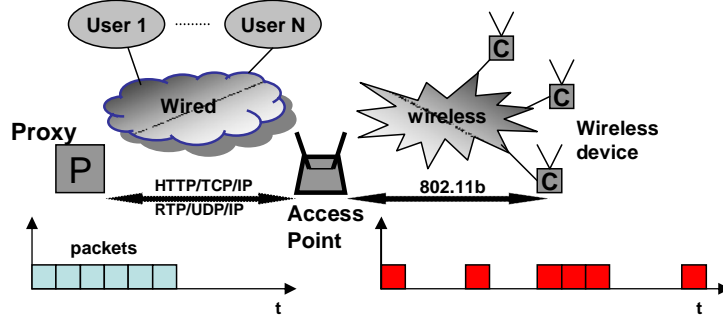 User 1
User N
Wired
wireless
C
C
C
Wireless
device
Proxy
P
HTTP/TCP/IP
RTP/UDP/IP
Access
Point
802.11b
packets
t
t